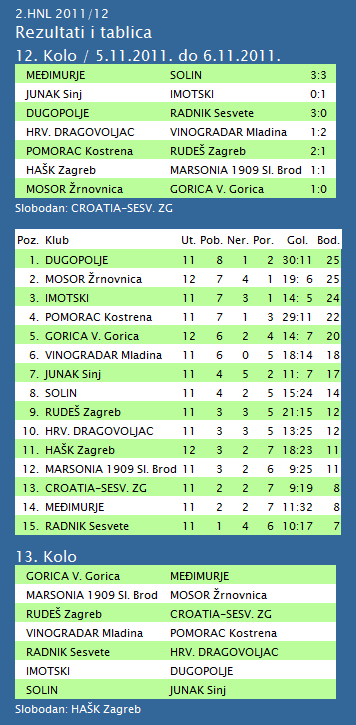 2.HNL 2011/12
Rezultati i tablica
12. Kolo / 5.11.2011. do 6.11.2011.
MEĐIMURJE SOLIN 3:3
JUNAK Sinj IMOTSKI 0:1
DUGOPOLJE RADNIK Sesvete 3:0
HRV. DRAGOVOLJAC VINOGRADAR Mladina 1:2
POMORAC Kostrena RUDEŠ Zagreb 2:1
HAŠK Zagreb MARSONIA 1909 Sl. Brod 1:1
MOSOR Žrnovnica GORICA V. Gorica 1:0
Slobodan: CROATIA-SESV. ZG
Poz. Klub Ut. Pob. Ner. Por. Gol. Bod.
1. DUGOPOLJE 11 8 1 2 30:11 25
2. MOSOR Žrnovnica 12 7 4 1 19: 6 25
3. IMOTSKI 11 7 3 1 14: 5 24
4. POMORAC Kostrena 11 7 1 3 29:11 22
5. GORICA V. Gorica 12 6 2 4 14: 7 20
6. VINOGRADAR Mladina 11 6 0 5 18:14 18
7. JUNAK Sinj 11 4 5 2 11: 7 17
8. SOLIN 11 4 2 5 15:24 14
9. RUDEŠ Zagreb 11 3 3 5 21:15 12
10. HRV. DRAGOVOLJAC 11 3 3 5 13:25 12
11. HAŠK Zagreb 12 3 2 7 18:23 11
12. MARSONIA 1909 Sl. Brod 11 3 2 6 9:25 11
13. CROATIA-SESV. ZG 11 2 2 7 9:19 8
14. MEĐIMURJE 11 2 2 7 11:32 8
15. RADNIK Sesvete 11 1 4 6 10:17 7
13. Kolo
GORICA V. Gorica MEĐIMURJE
MARSONIA 1909 Sl. Brod MOSOR Žrnovnica
RUDEŠ Zagreb CROATIA-SESV. ZG
VINOGRADAR Mladina POMORAC Kostrena
RADNIK Sesvete HRV. DRAGOVOLJAC
IMOTSKI DUGOPOLJE
SOLIN JUNAK Sinj
Slobodan: HAŠK Zagreb